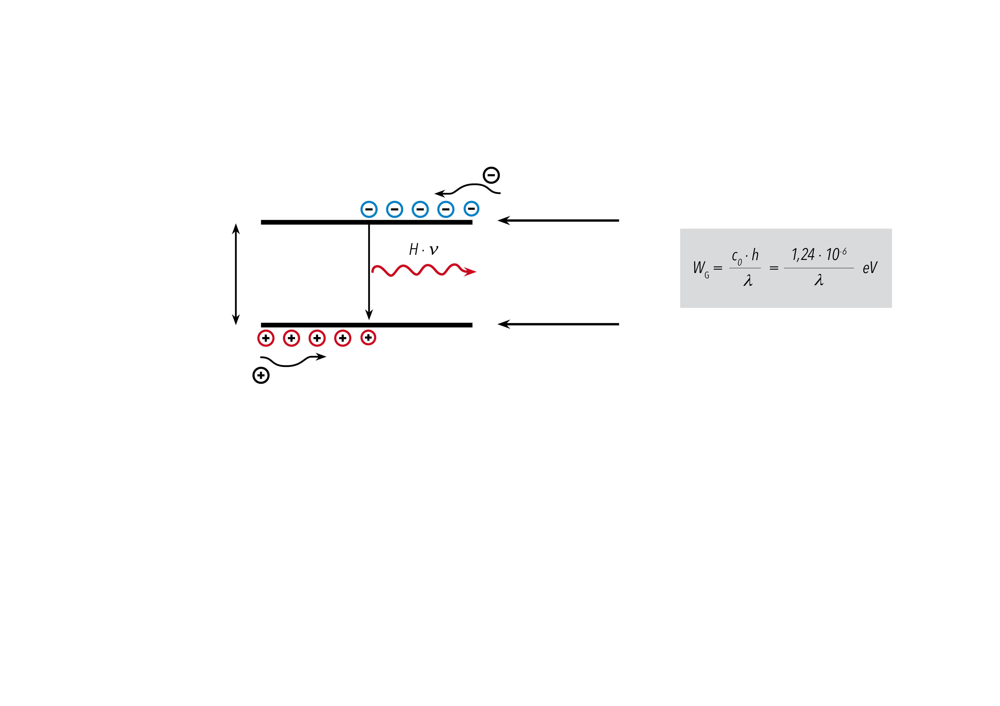 H · ν
W_G = c_0 · h / λ = 1,24 · 10^-6 / λ eV